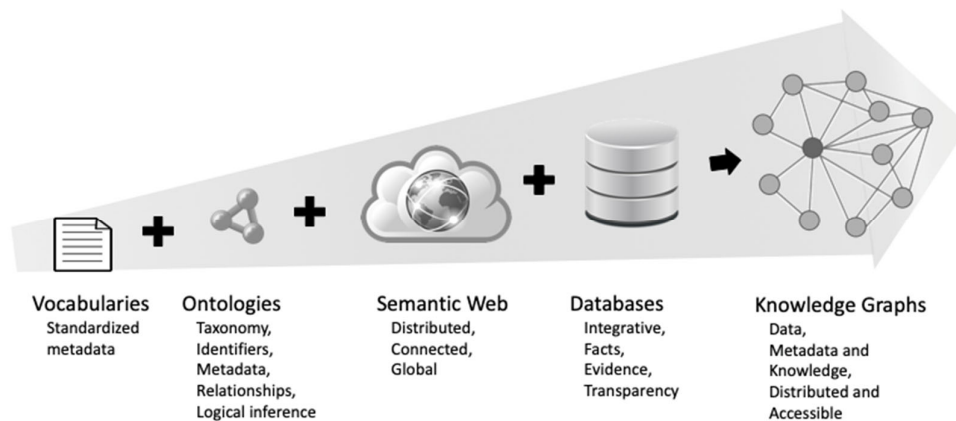 Vocabularies
Standardized
metadata
Ontologies
Taxonomy,
Identifiers,
Metadata,
Relationships,
Logical inference
Semantic Web
Distributed,
Connected,
Global
Databases
Integrative,
Facts,
Evidence,
Transparency
Knowledge Graphs
Data,
Metadata and
Knowledge,
Distributed and
Accessible